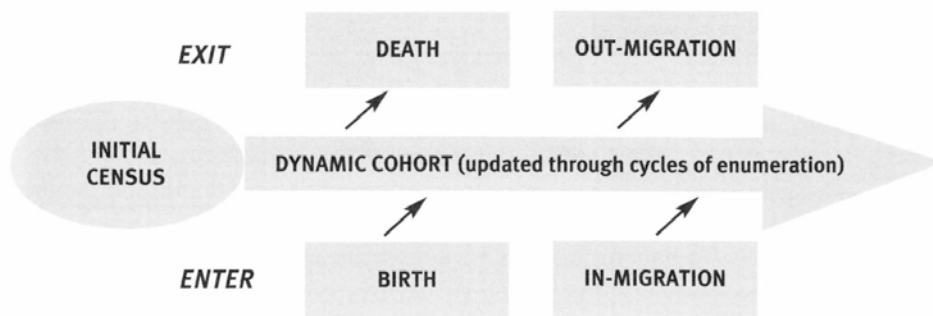 EXIT
DEATH
OUT-MIGRATION
INITIAL
CENSUS
DYNAMIC COHORT (updated through cycles of enumeration)
ENTER
BIRTH
IN-MIGRATION